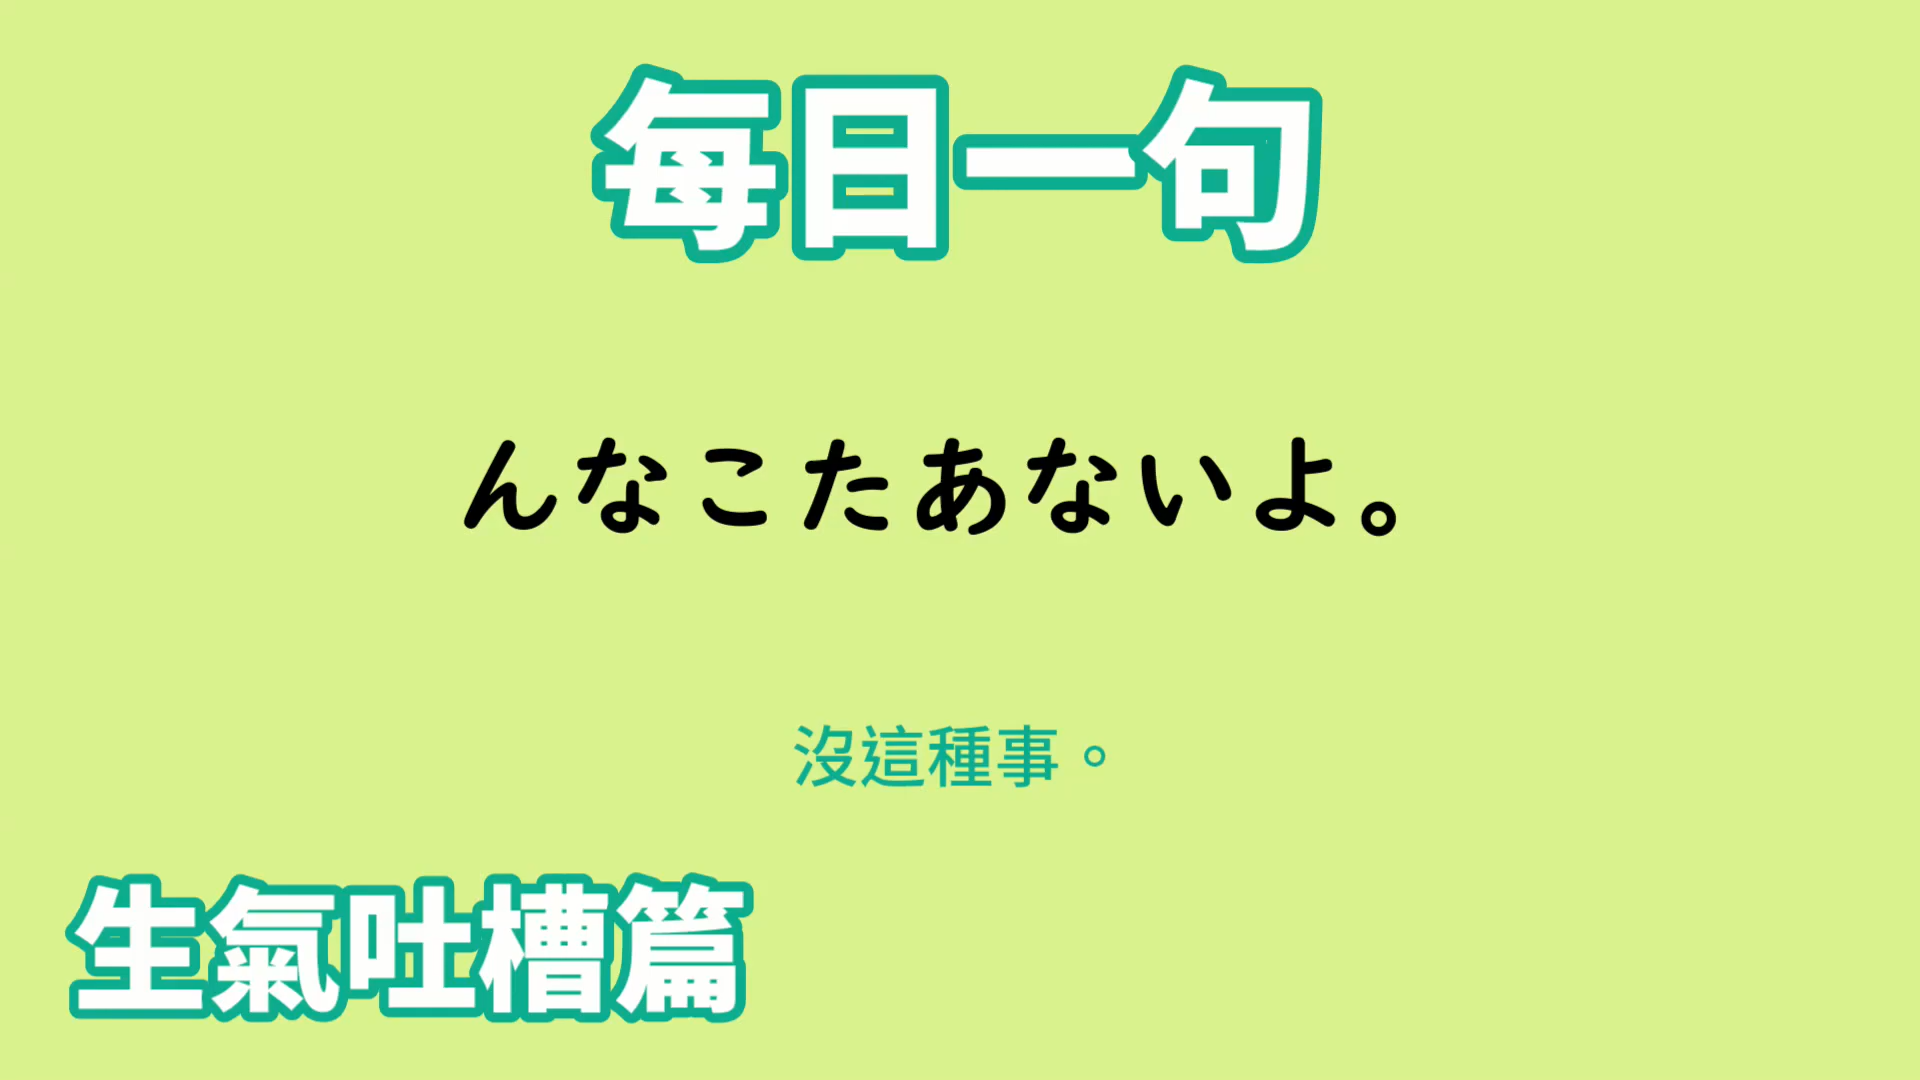 每日一句
んなこたあないよ。
沒這種事。
生氣吐槽篇